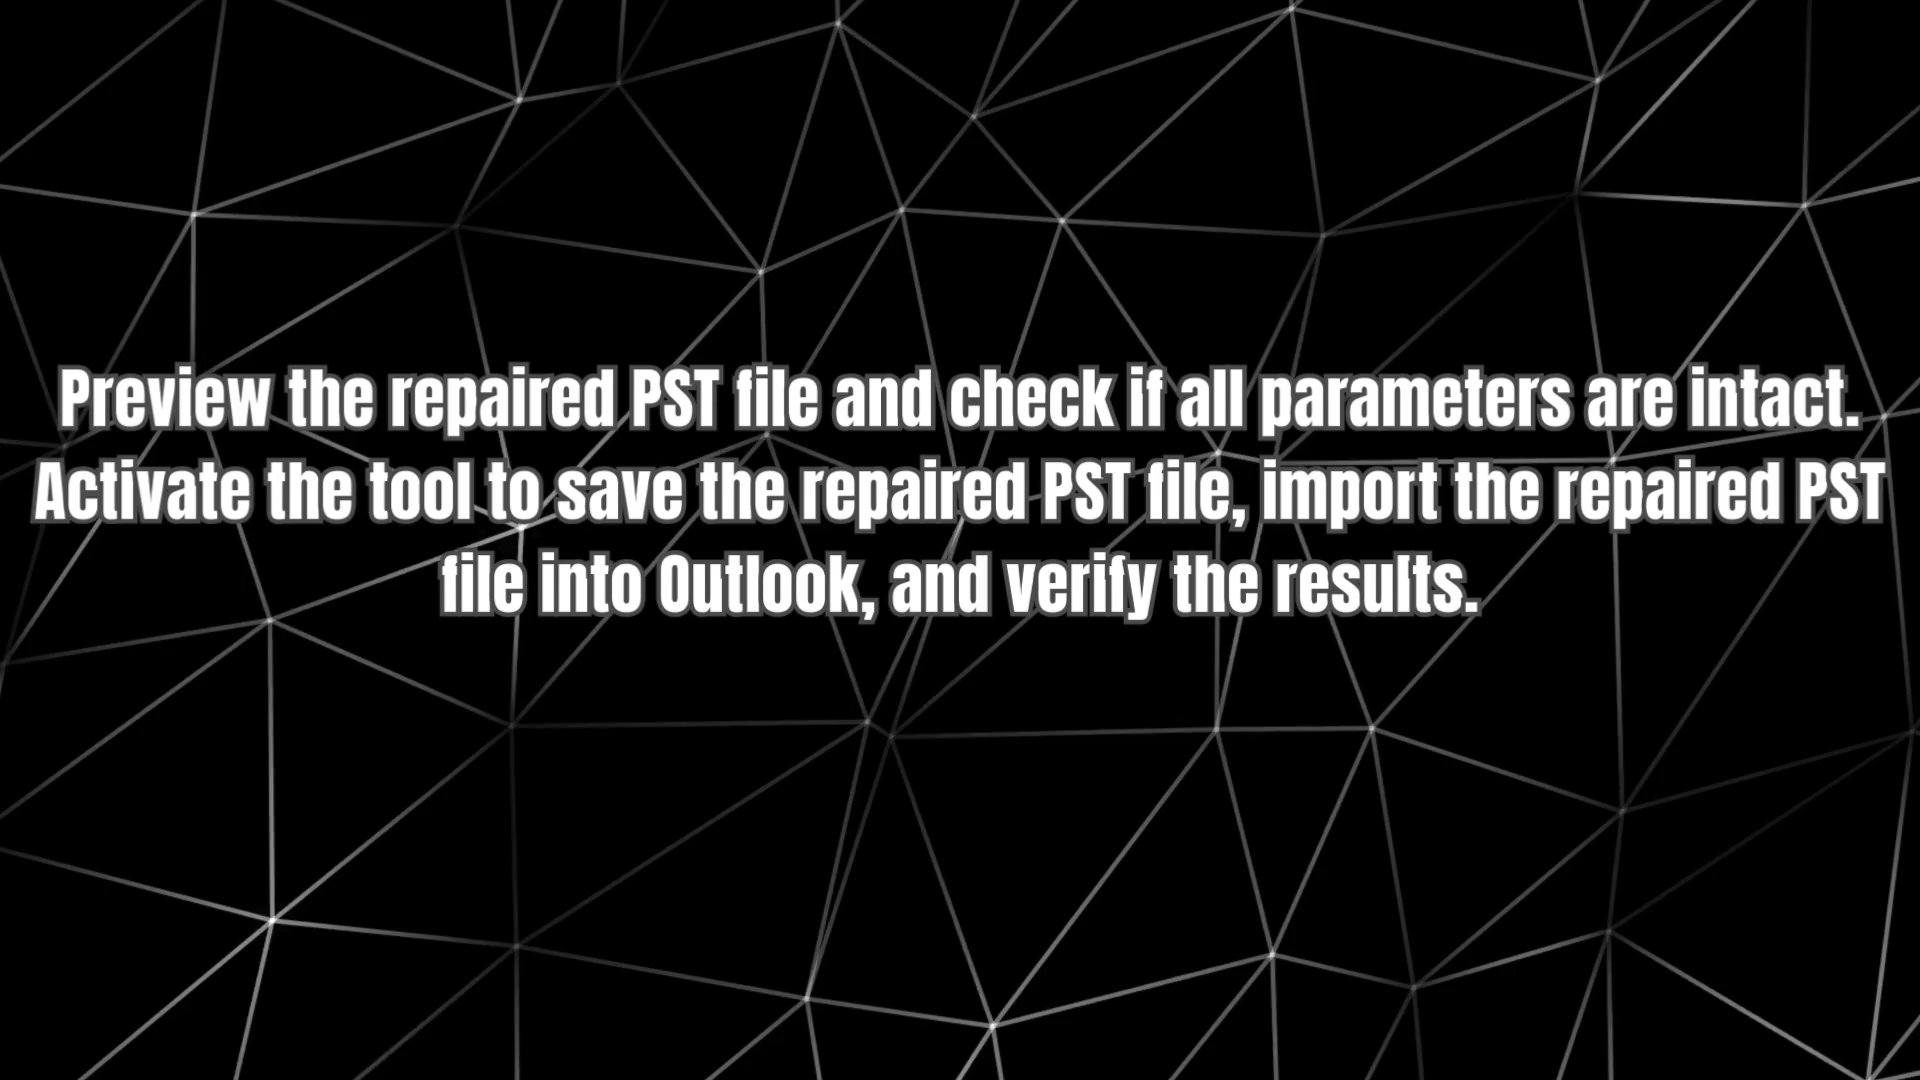 Preview the repaired PST file and check if all parameters are intact.
Activate the tool to save the repaired PST file, import the repaired PST
file into Outlook, and verify the results.